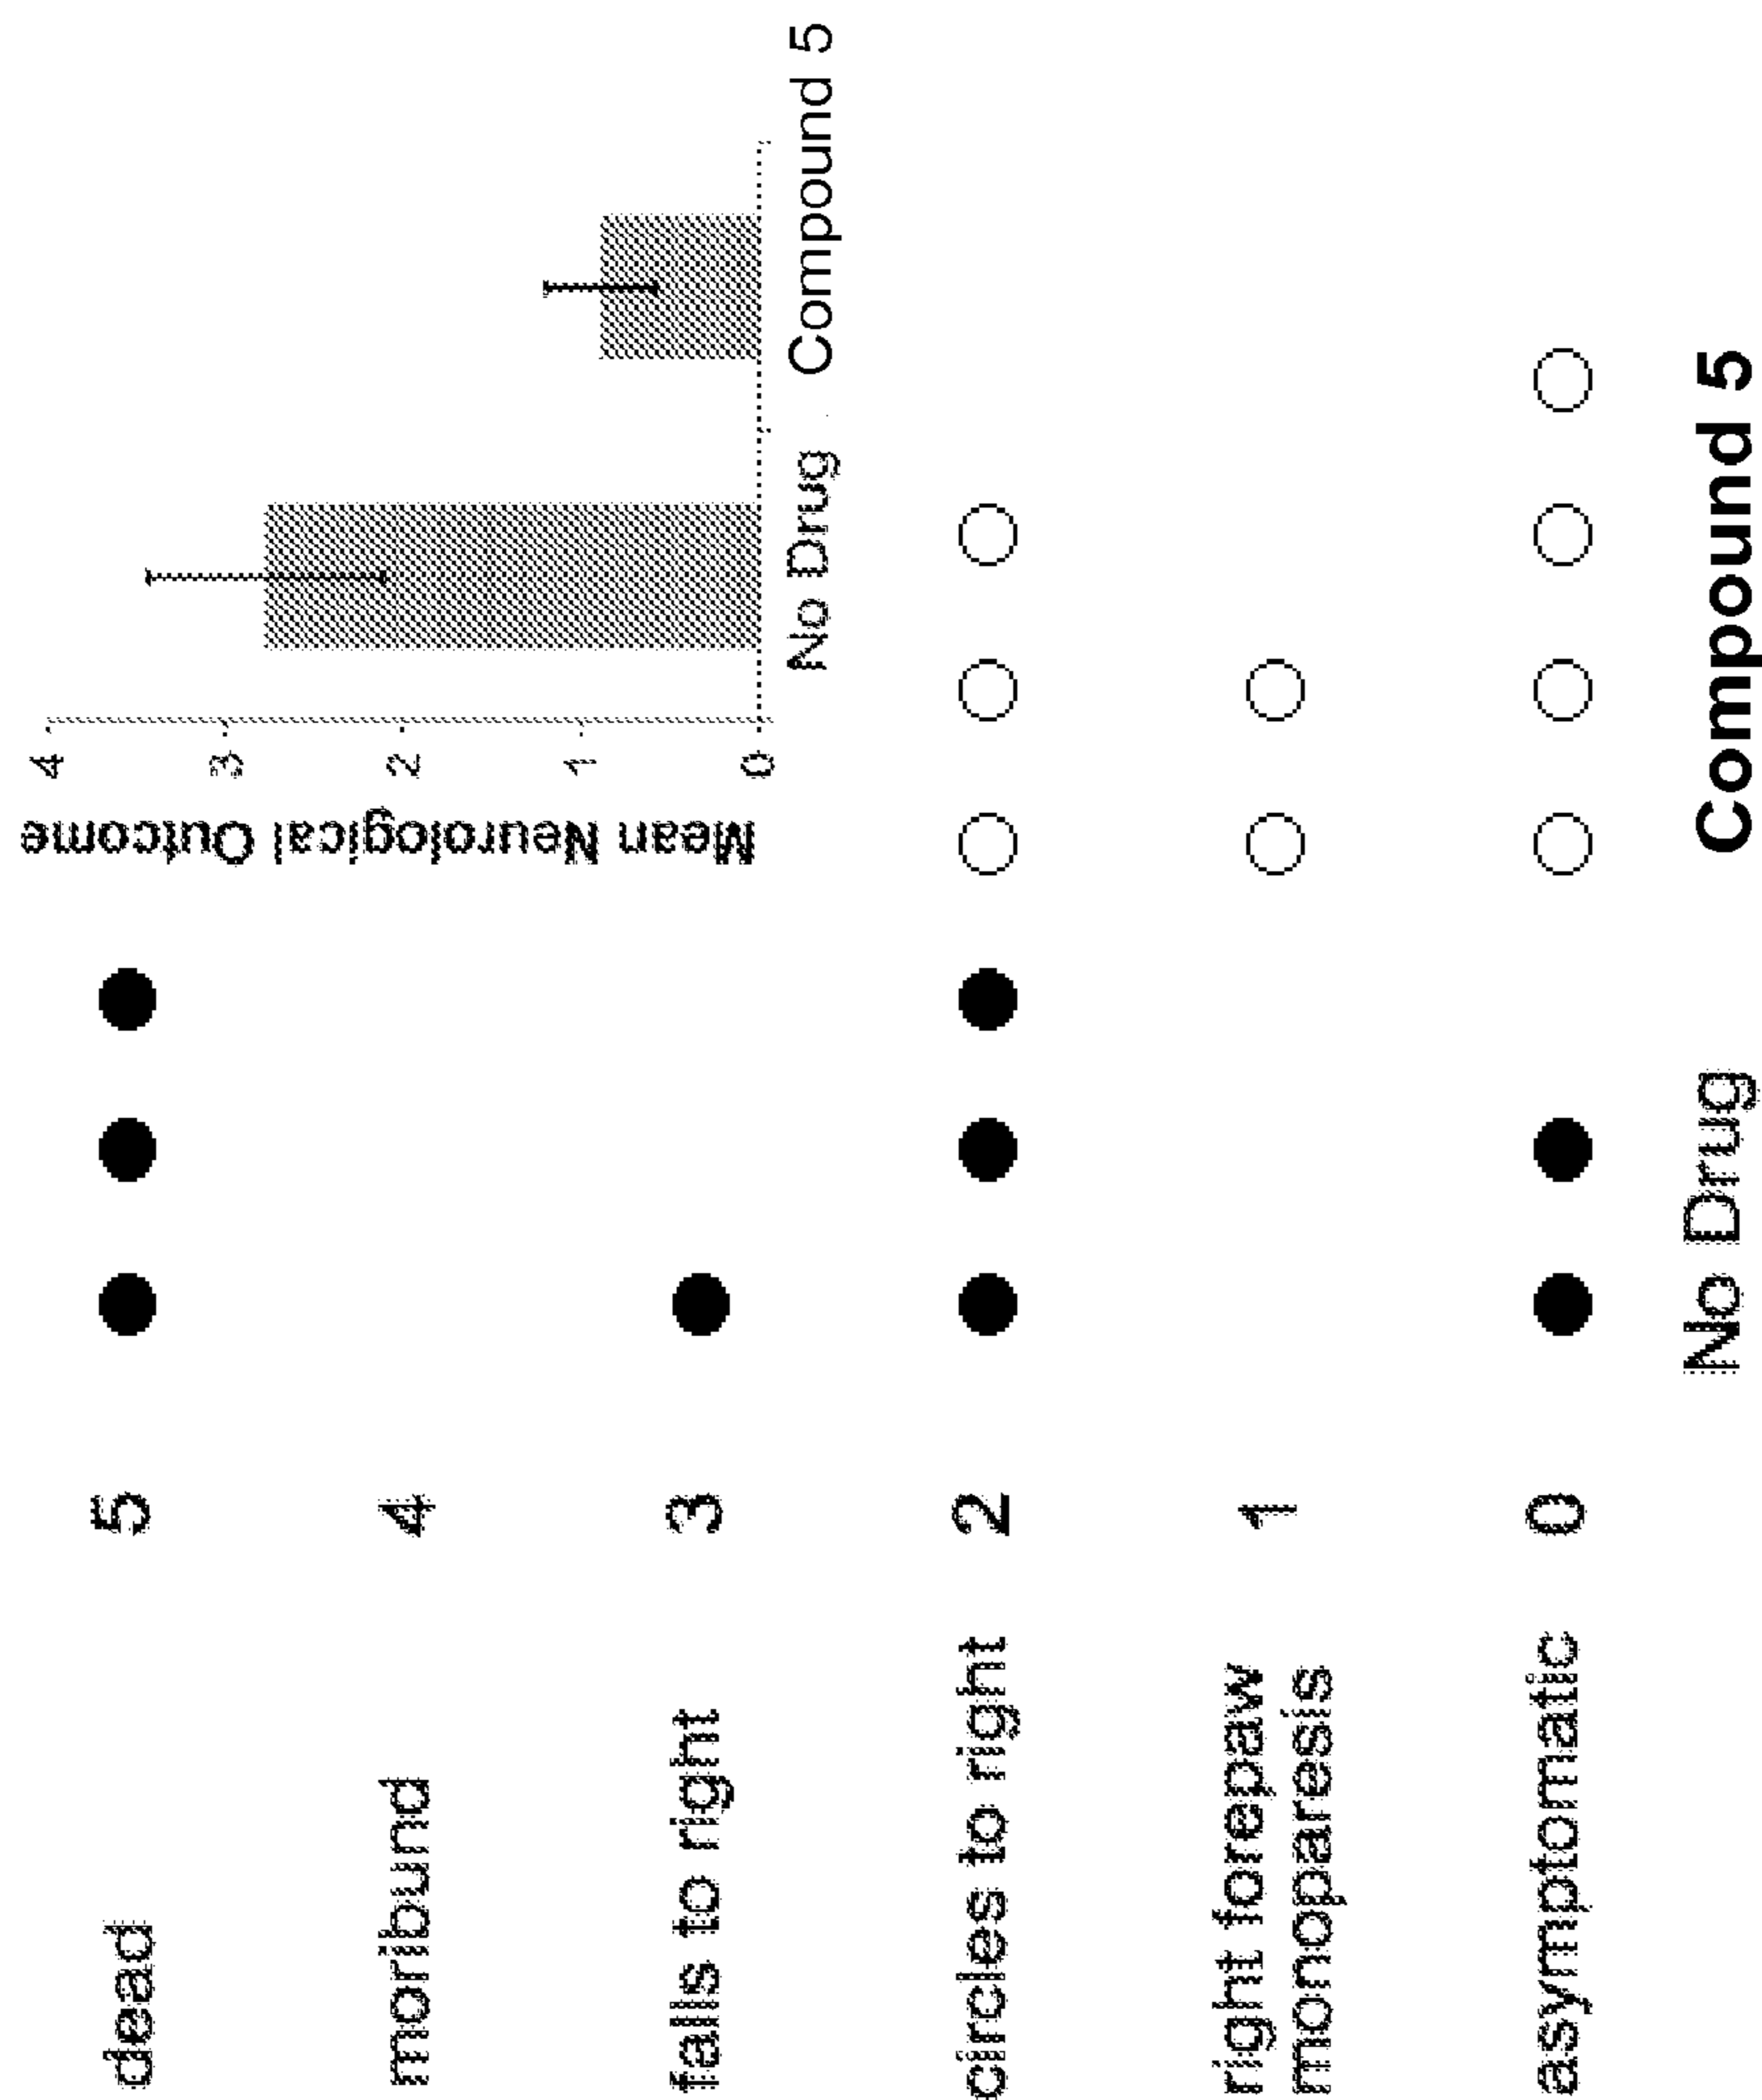 dead 5
moribund 4
falls to right 3
circles to right 2
right forepaw
monoparesis 1
asymptomatic 0
No Drug Compound 5
Mean Neurological Outcome
4
3
2
1
0
No Drug Compound 5